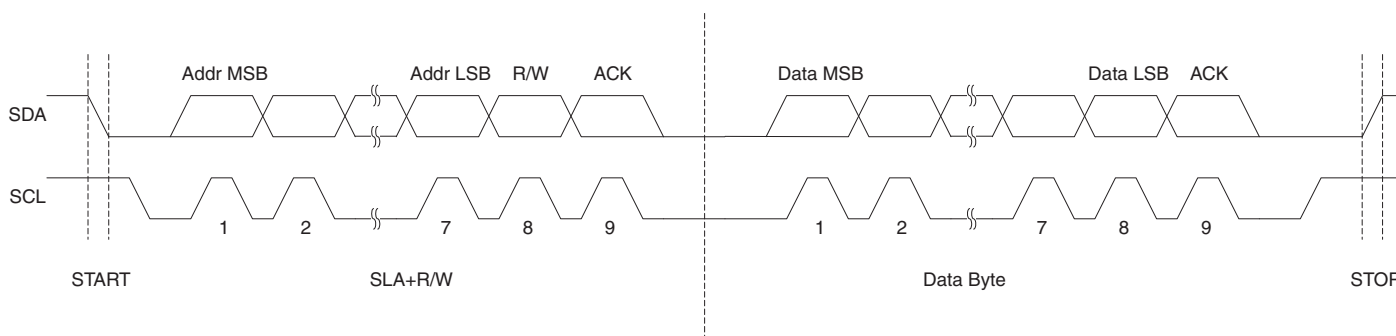 Addr MSB Addr LSB R/W ACK Data MSB Data LSB ACK
SDA
SCL
1 2 7 8 9 1 2 7 8 9
START SLA+R/W Data Byte STOP